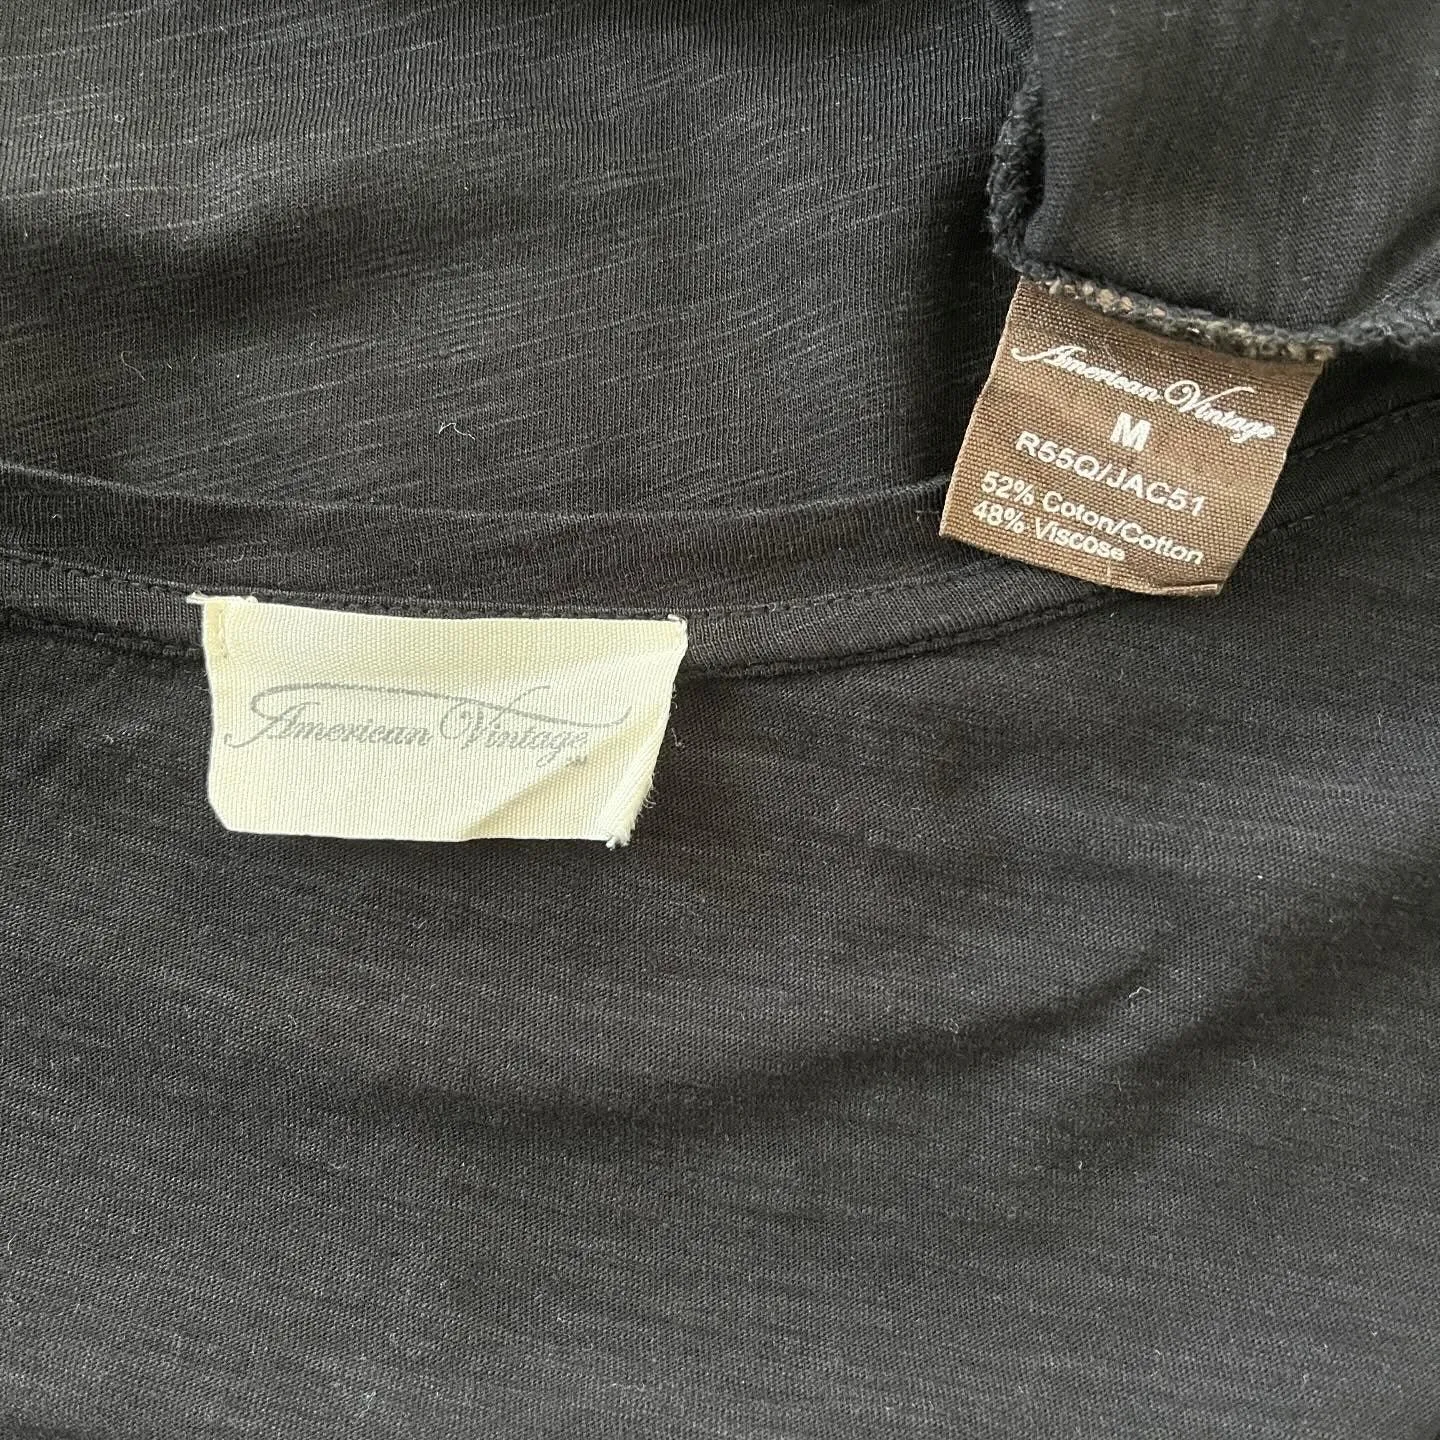 American Vintage
M
R55Q/JAC51
52% Coton/Cotton
48% Viscose
American Vintage